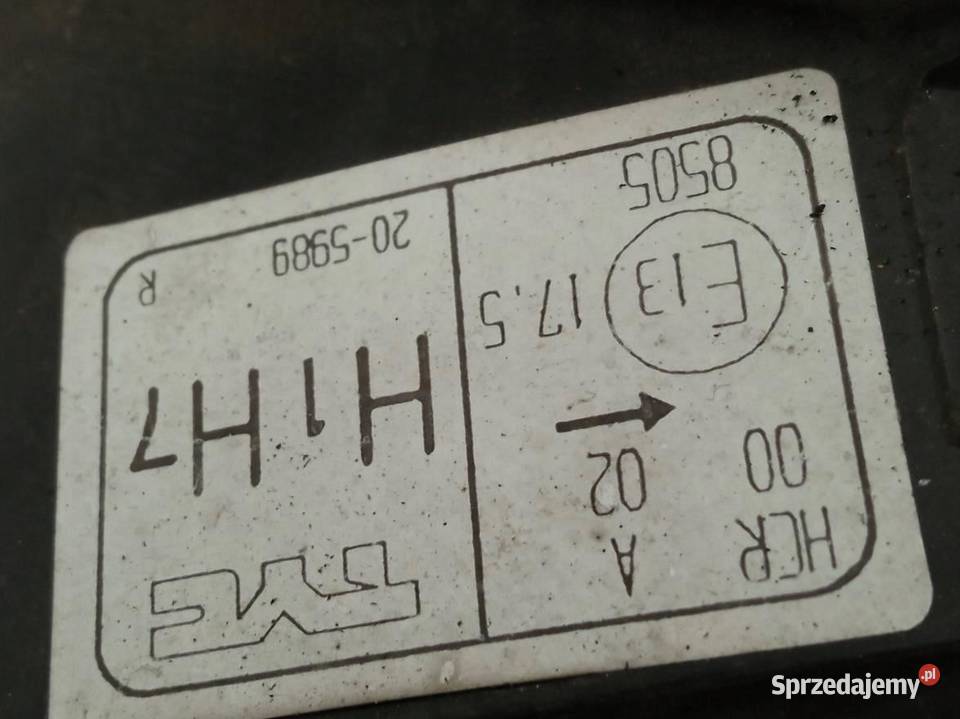 HCR A
00 02
E13 17.5
8505
TYC
H1H7
20-5989 R
Sprzedajemy.pl